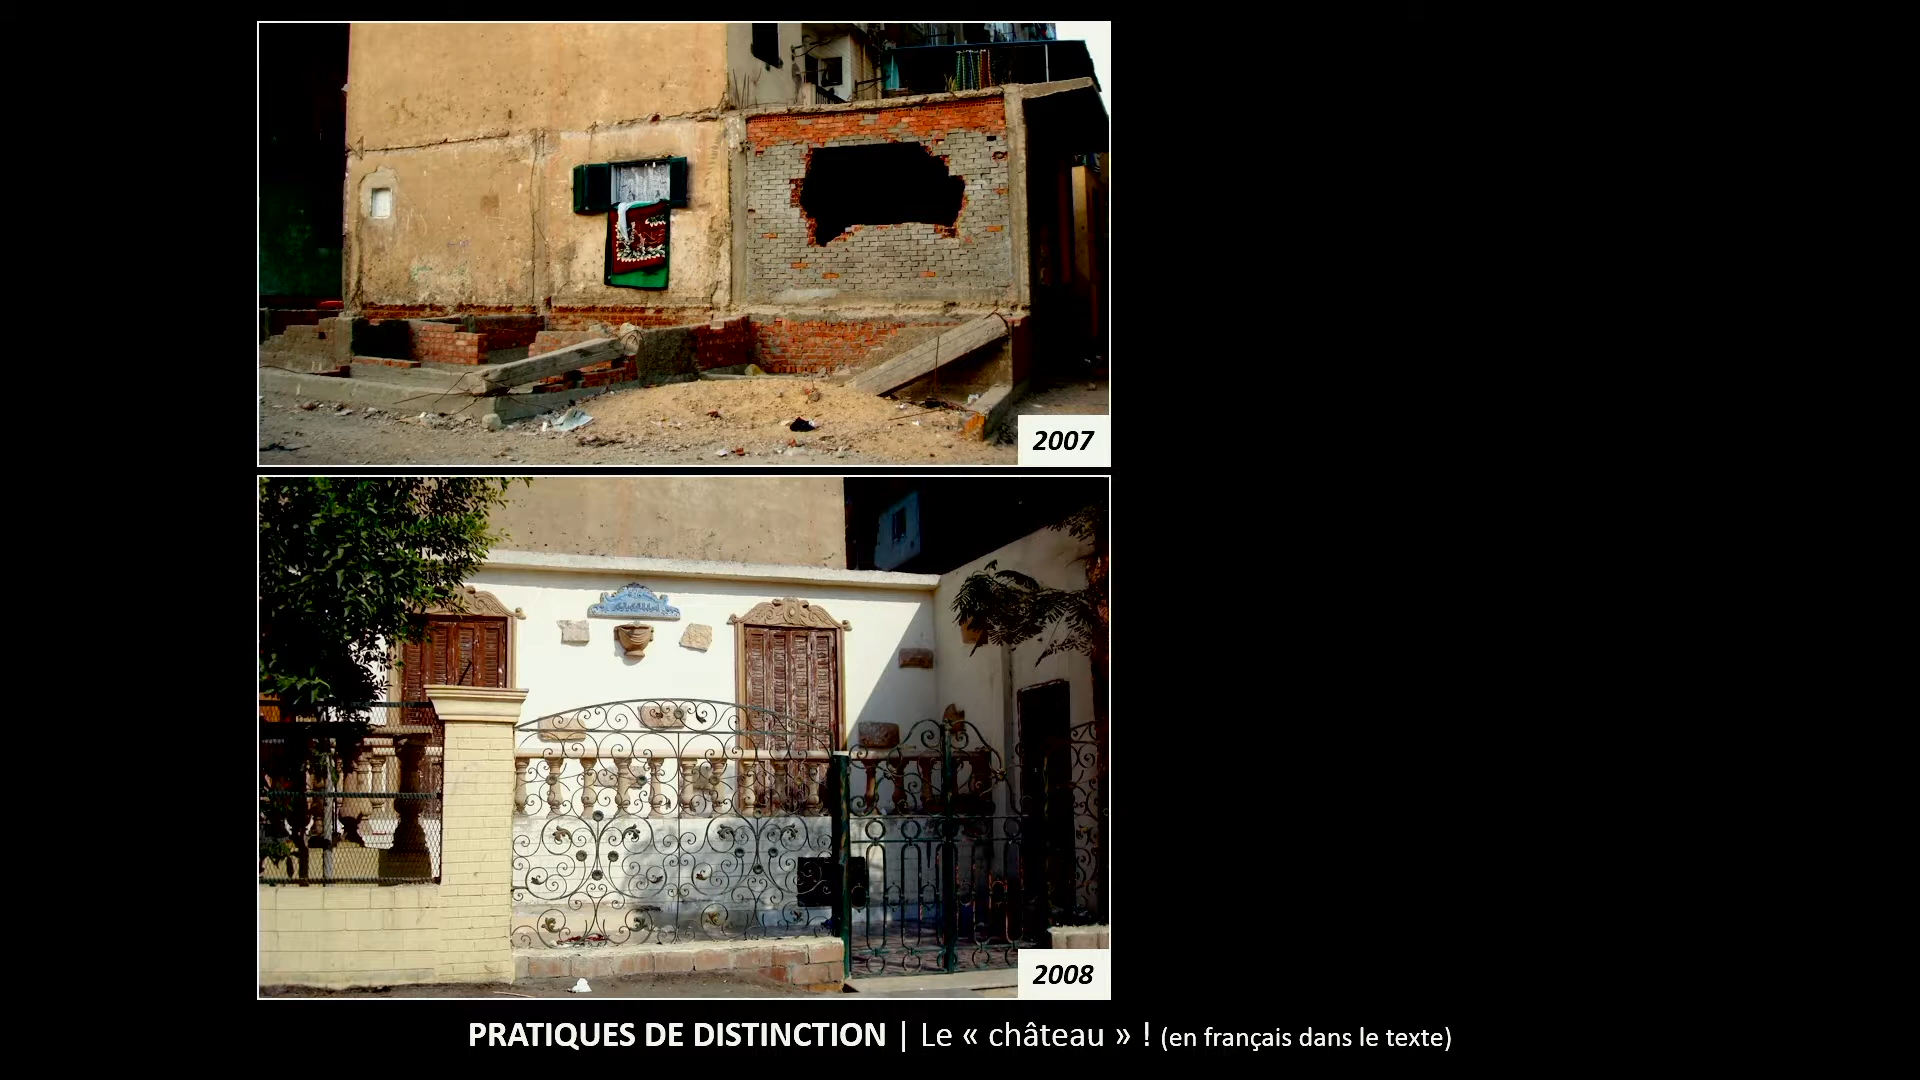 2007
2008
PRATIQUES DE DISTINCTION | Le « château » ! (en français dans le texte)